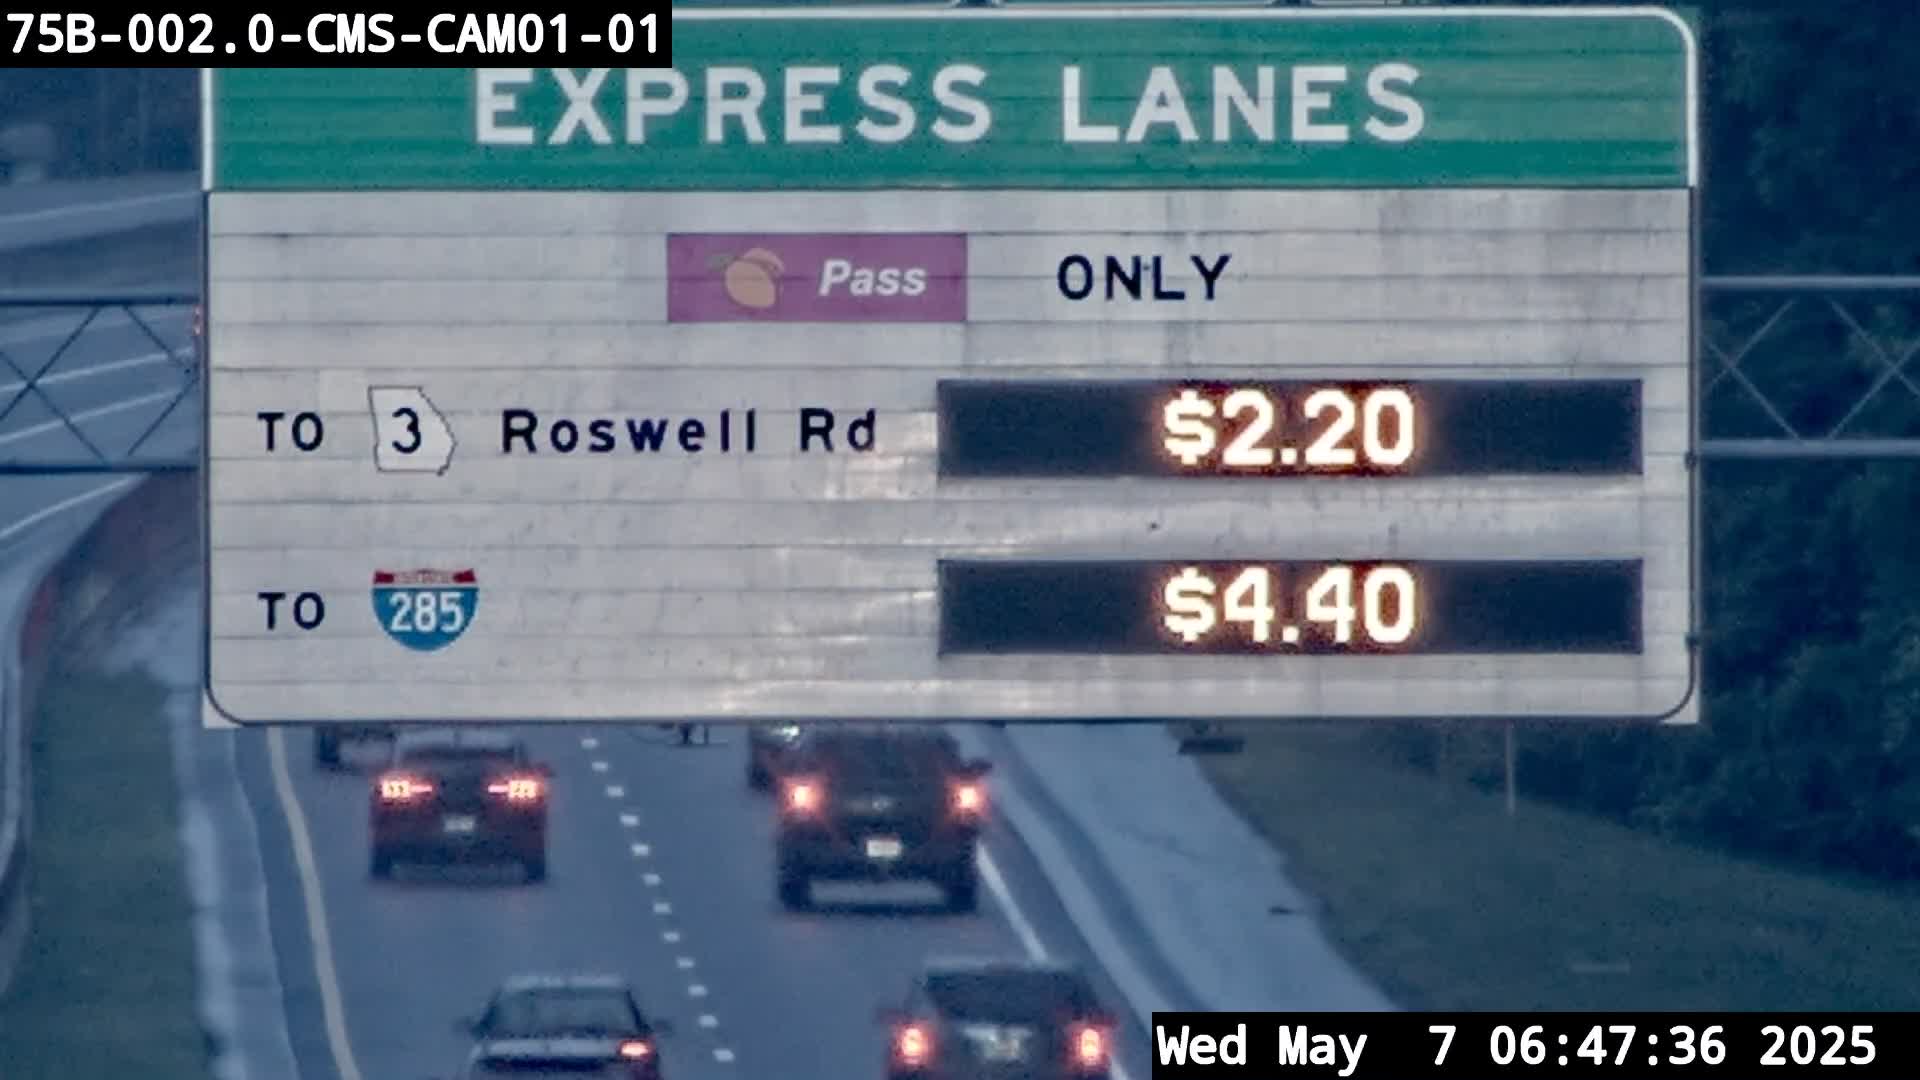 75B-002.0-CMS-CAM01-01
EXPRESS LANES
Pass ONLY
TO 3 Roswell Rd $2.20
TO 285 $4.40
Wed May 7 06:47:36 2025